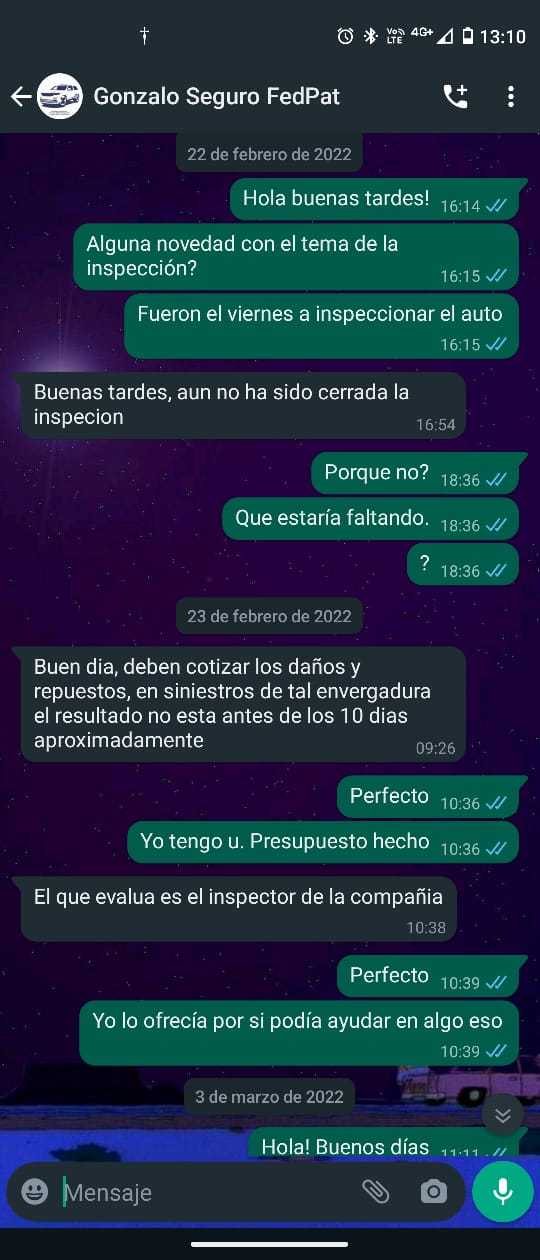 13:10
VoLTE 4G+
Gonzalo Seguro FedPat
22 de febrero de 2022
Hola buenas tardes! 16:14
Alguna novedad con el tema de la
inspección? 16:15
Fueron el viernes a inspeccionar el auto
16:15
Buenas tardes, aun no ha sido cerrada la
inspecion 16:54
Porque no? 18:36
Que estaría faltando. 18:36
? 18:36
23 de febrero de 2022
Buen dia, deben cotizar los daños y
repuestos, en siniestros de tal envergadura
el resultado no esta antes de los 10 dias
aproximadamente 09:26
Perfecto 10:36
Yo tengo u. Presupuesto hecho 10:36
El que evalua es el inspector de la compañia
10:38
Perfecto 10:39
Yo lo ofrecía por si podía ayudar en algo eso
10:39
3 de marzo de 2022
Hola! Buenos días 11:11
Mensaje